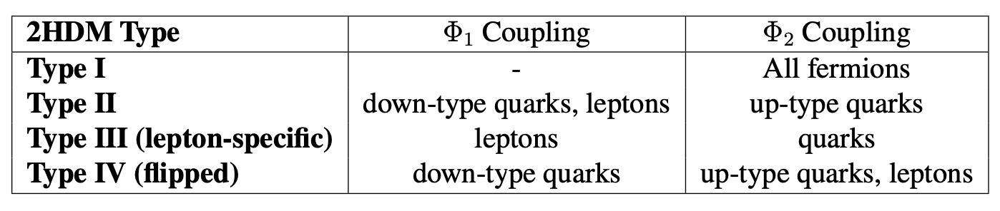 2HDM Type Φ₁ Coupling Φ₂ Coupling
Type I - All fermions
Type II down-type quarks, leptons up-type quarks
Type III (lepton-specific) leptons quarks
Type IV (flipped) down-type quarks up-type quarks, leptons